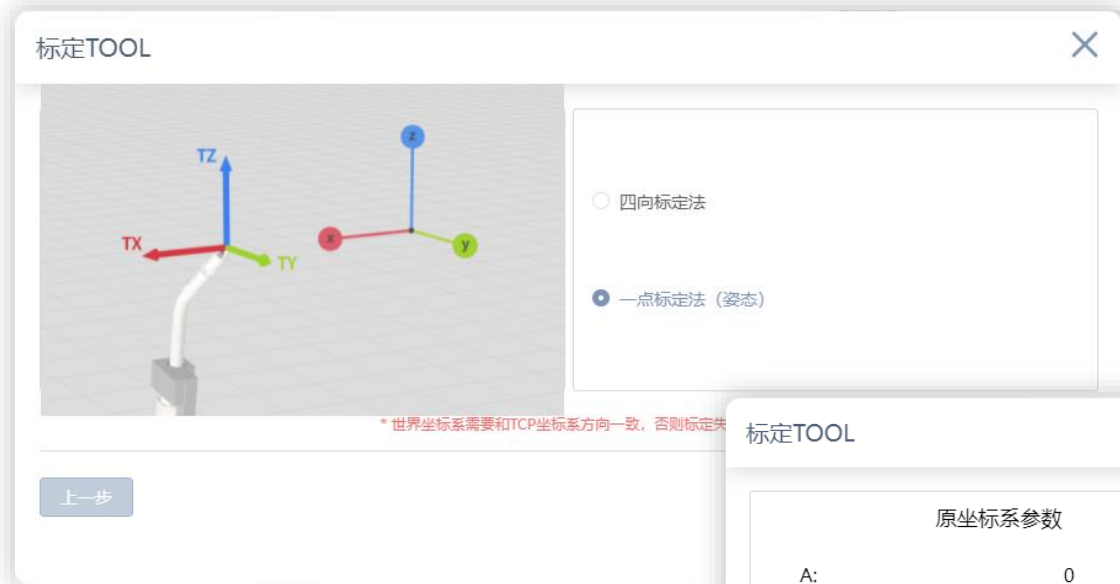 标定TOOL
TZ
z
TX
x
TY
y
四向标定法
一点标定法（姿态）
* 世界坐标系需要和TCP坐标系方向一致，否则标定失
上一步
标定TOOL
原坐标系参数
A: 0